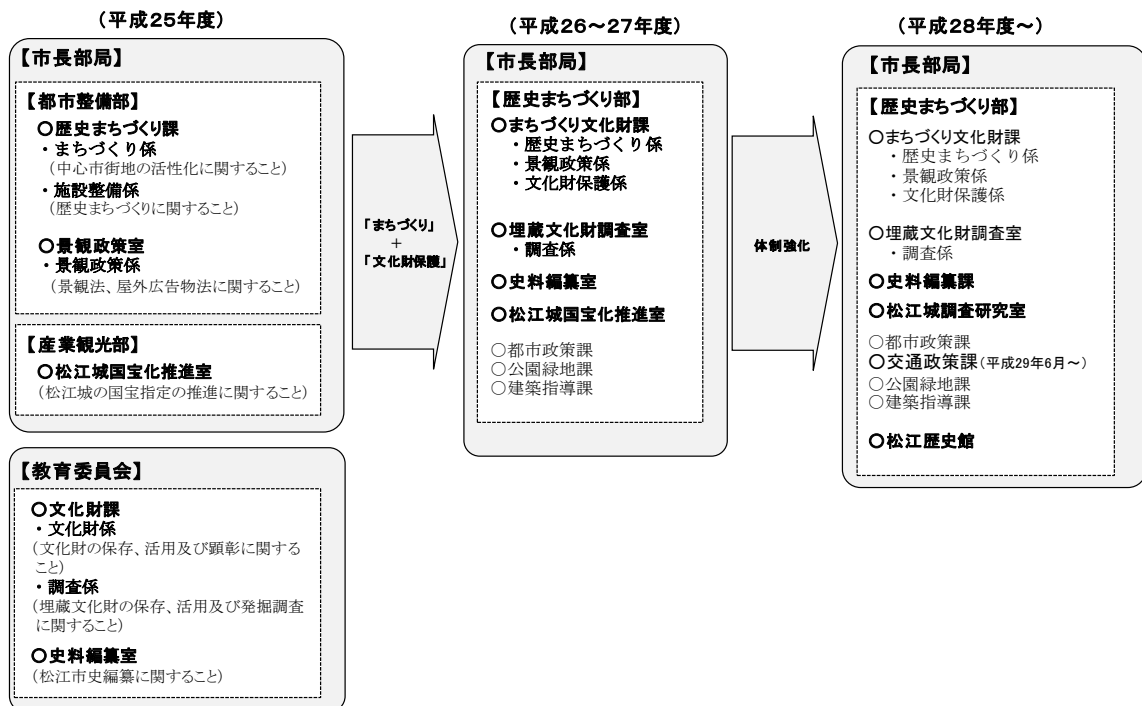 （平成25年度）
【市長部局】
【都市整備部】
○歴史まちづくり課
・まちづくり係
（中心市街地の活性化に関すること）
・施設整備係
（歴史まちづくりに関すること）
○景観政策室
・景観政策係
（景観法、屋外広告物法に関すること）
【産業観光部】
○松江城国宝化推進室
（松江城の国宝指定の推進に関すること）
【教育委員会】
○文化財課
・文化財係
（文化財の保存、活用及び顕彰に関する
こと）
・調査係
（埋蔵文化財の保存、活用及び発掘調査
に関すること）
○史料編纂室
（松江市史編纂に関すること）
「まちづくり」
＋
「文化財保護」
（平成26～27年度）
【市長部局】
【歴史まちづくり部】
○まちづくり文化財課
・歴史まちづくり係
・景観政策係
・文化財保護係
○埋蔵文化財調査室
・調査係
○史料編纂室
○松江城国宝化推進室
○都市政策課
○公園緑地課
○建築指導課
体制強化
（平成28年度～）
【市長部局】
【歴史まちづくり部】
○まちづくり文化財課
・歴史まちづくり係
・景観政策係
・文化財保護係
○埋蔵文化財調査室
・調査係
○史料編纂課
○松江城調査研究室
○都市政策課
○交通政策課（平成29年6月～）
○公園緑地課
○建築指導課
○松江歴史館